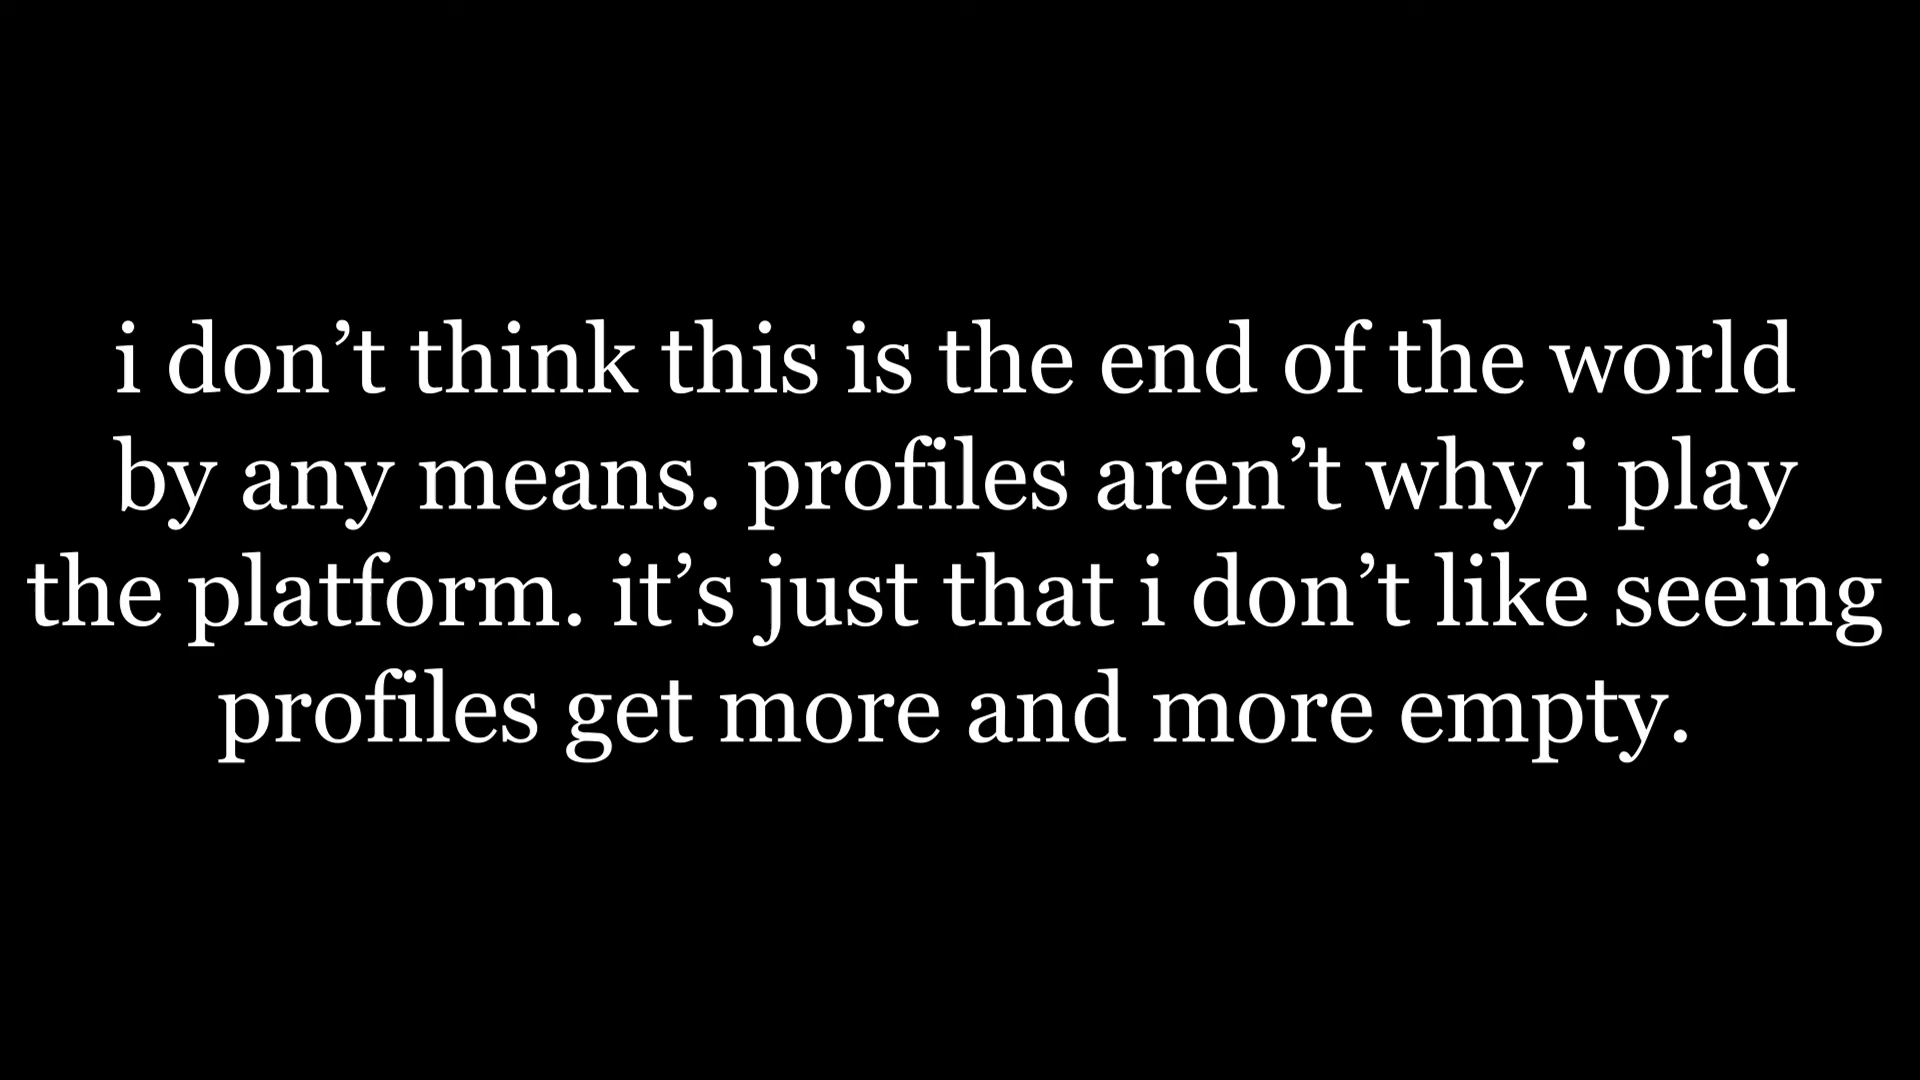 i don’t think this is the end of the world
by any means. profiles aren’t why i play
the platform. it’s just that i don’t like seeing
profiles get more and more empty.